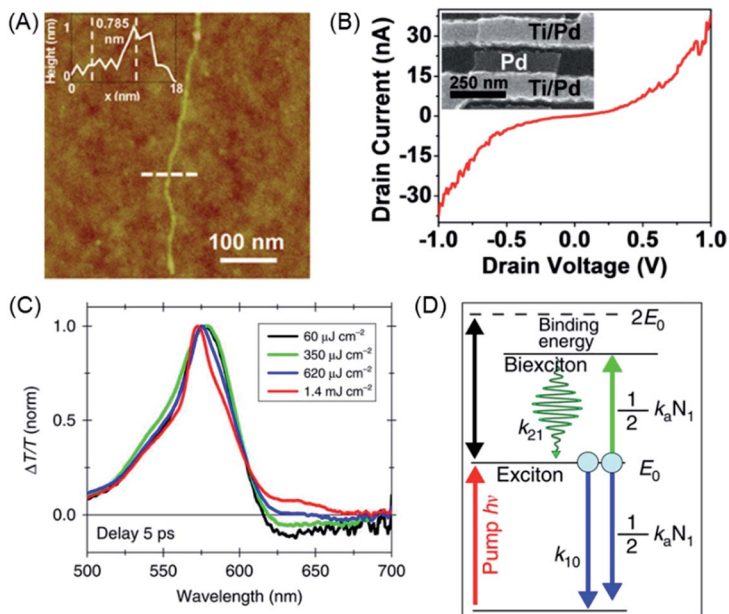 (A)
Height(nm)
1
0.785
nm
0
0
18
x (nm)
100 nm
(B)
Drain Current (nA)
30
15
0
-15
-30
-1.0
-0.5
0.0
0.5
1.0
Drain Voltage (V)
Ti/Pd
Pd
250 nm
Ti/Pd
(C)
ΔT/T (norm)
1.0
0.5
0.0
60 μJ cm⁻²
350 μJ cm⁻²
620 μJ cm⁻²
1.4 mJ cm⁻²
Delay 5 ps
500
550
600
650
700
Wavelength (nm)
(D)
2E₀
Binding
energy
Biexciton
k₂₁
1/2 kₐN₁
Exciton
E₀
Pump hν
k₁₀
1/2 kₐN₁